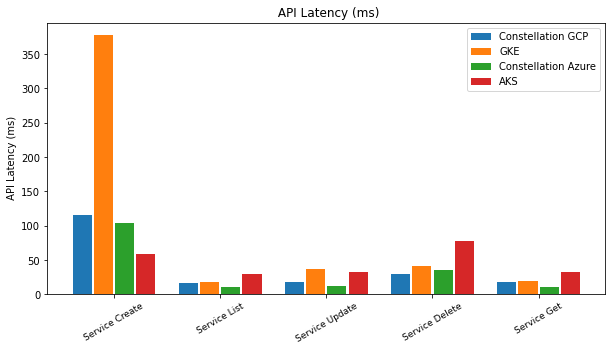 API Latency (ms)
Constellation GCP
GKE
Constellation Azure
AKS
API Latency (ms)
350
300
250
200
150
100
50
0
Service Create
Service List
Service Update
Service Delete
Service Get